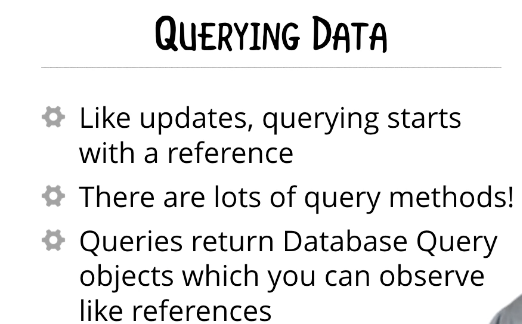 Querying Data
Like updates, querying starts
with a reference
There are lots of query methods!
Queries return Database Query
objects which you can observe
like references